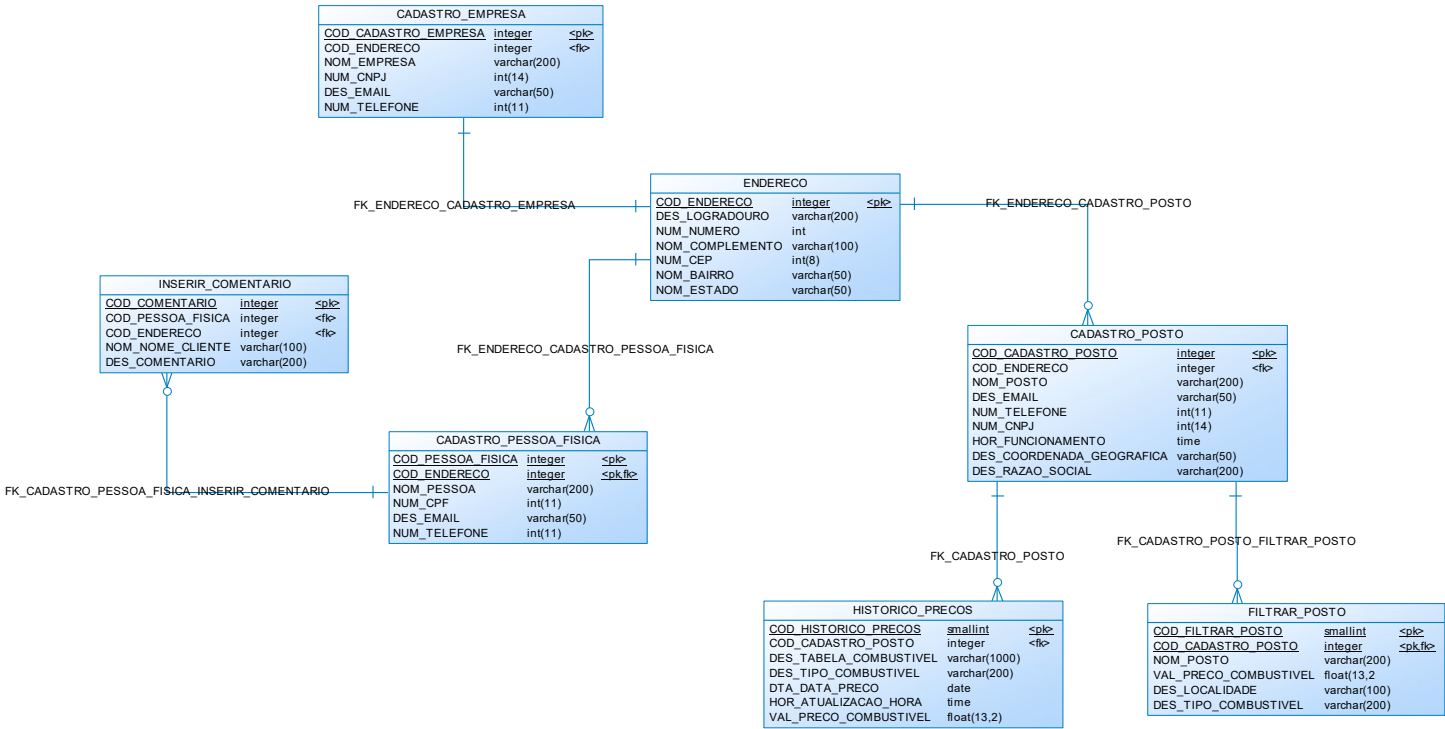 CADASTRO_EMPRESA
COD_CADASTRO_EMPRESA integer <pk>
COD_ENDERECO integer <fk>
NOM_EMPRESA varchar(200)
NUM_CNPJ int(14)
DES_EMAIL varchar(50)
NUM_TELEFONE int(11)
FK_ENDERECO_CADASTRO_EMPRESA
ENDERECO
COD_ENDERECO integer <pk>
DES_LOGRADOURO varchar(200)
NUM_NUMERO int
NOM_COMPLEMENTO varchar(100)
NUM_CEP int(8)
NOM_BAIRRO varchar(50)
NOM_ESTADO varchar(50)
FK_ENDERECO_CADASTRO_POSTO
INSERIR_COMENTARIO
COD_COMENTARIO integer <pk>
COD_PESSOA_FISICA integer <fk>
COD_ENDERECO integer <fk>
NOM_NOME_CLIENTE varchar(100)
DES_COMENTARIO varchar(200)
FK_ENDERECO_CADASTRO_PESSOA_FISICA
CADASTRO_POSTO
COD_CADASTRO_POSTO integer <pk>
COD_ENDERECO integer <fk>
NOM_POSTO varchar(200)
DES_EMAIL varchar(50)
NUM_TELEFONE int(11)
NUM_CNPJ int(14)
HOR_FUNCIONAMENTO time
DES_COORDENADA_GEOGRAFICA varchar(50)
DES_RAZAO_SOCIAL varchar(200)
CADASTRO_PESSOA_FISICA
COD_PESSOA_FISICA integer <pk>
COD_ENDERECO integer <pk,fk>
NOM_PESSOA varchar(200)
NUM_CPF int(11)
DES_EMAIL varchar(50)
NUM_TELEFONE int(11)
FK_CADASTRO_PESSOA_FISICA_INSERIR_COMENTARIO
FK_CADASTRO_POSTO
FK_CADASTRO_POSTO_FILTRAR_POSTO
HISTORICO_PRECOS
COD_HISTORICO_PRECOS smallint <pk>
COD_CADASTRO_POSTO integer <fk>
DES_TABELA_COMBUSTIVEL varchar(1000)
DES_TIPO_COMBUSTIVEL varchar(200)
DTA_DATA_PRECO date
HOR_ATUALIZACAO_HORA time
VAL_PRECO_COMBUSTIVEL float(13,2)
FILTRAR_POSTO
COD_FILTRAR_POSTO smallint <pk>
COD_CADASTRO_POSTO integer <pk,fk>
NOM_POSTO varchar(200)
VAL_PRECO_COMBUSTIVEL float(13,2
DES_LOCALIDADE varchar(100)
DES_TIPO_COMBUSTIVEL varchar(200)